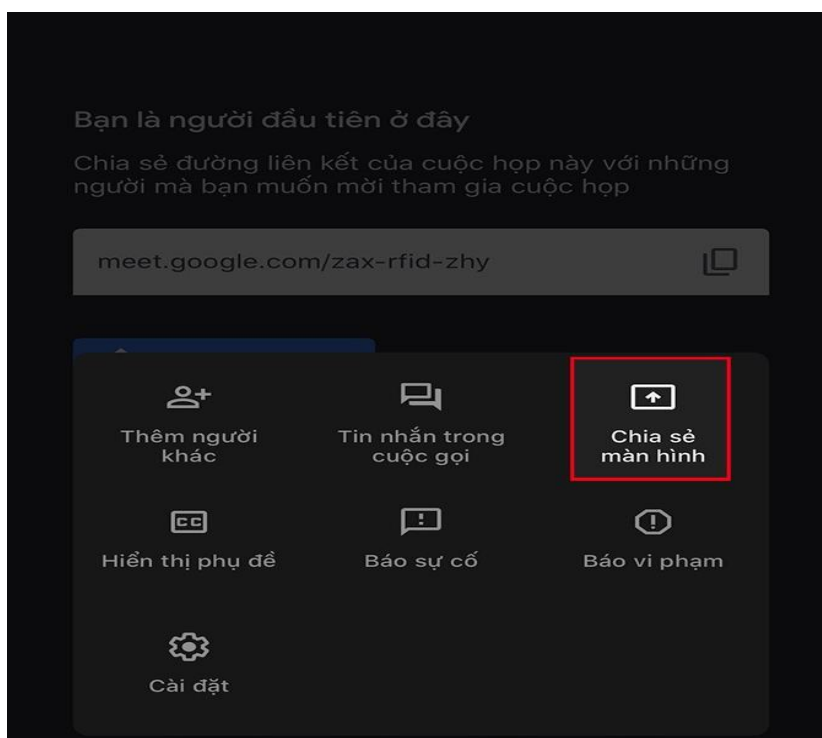 Bạn là người đầu tiên ở đây
Chia sẻ đường liên kết của cuộc họp này với những
người mà bạn muốn mời tham gia cuộc họp
meet.google.com/zax-rfid-zhy
Thêm người
khác
Tin nhắn trong
cuộc gọi
Chia sẻ
màn hình
CC
Hiển thị phụ đề
Báo sự cố
Báo vi phạm
Cài đặt